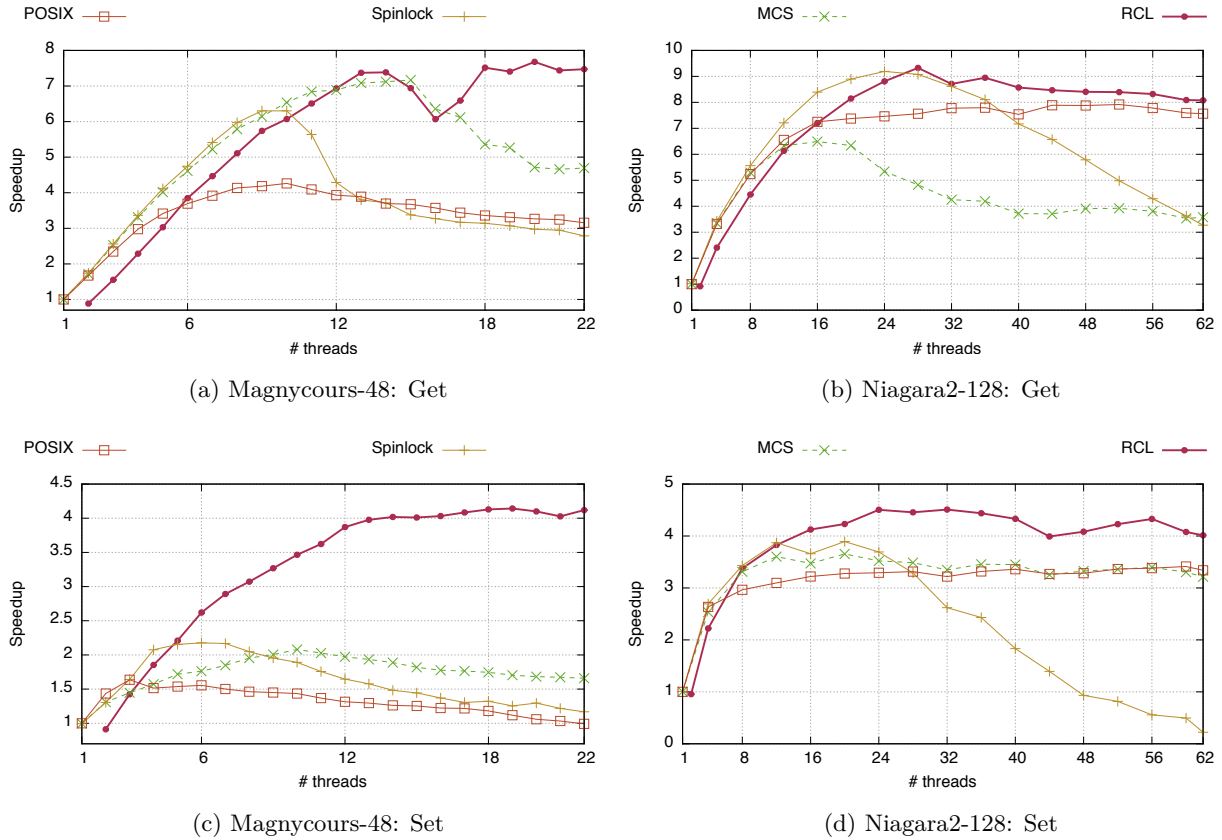 POSIX Spinlock MCS RCL
8
7
6
5
4
3
2
1
Speedup
1 6 12 18 22
# threads
(a) Magnycours-48: Get
10
9
8
7
6
5
4
3
2
1
0
Speedup
1 8 16 24 32 40 48 56 62
# threads
(b) Niagara2-128: Get
POSIX Spinlock MCS RCL
4.5
4
3.5
3
2.5
2
1.5
1
Speedup
1 6 12 18 22
# threads
(c) Magnycours-48: Set
5
4
3
2
1
0
Speedup
1 8 16 24 32 40 48 56 62
# threads
(d) Niagara2-128: Set